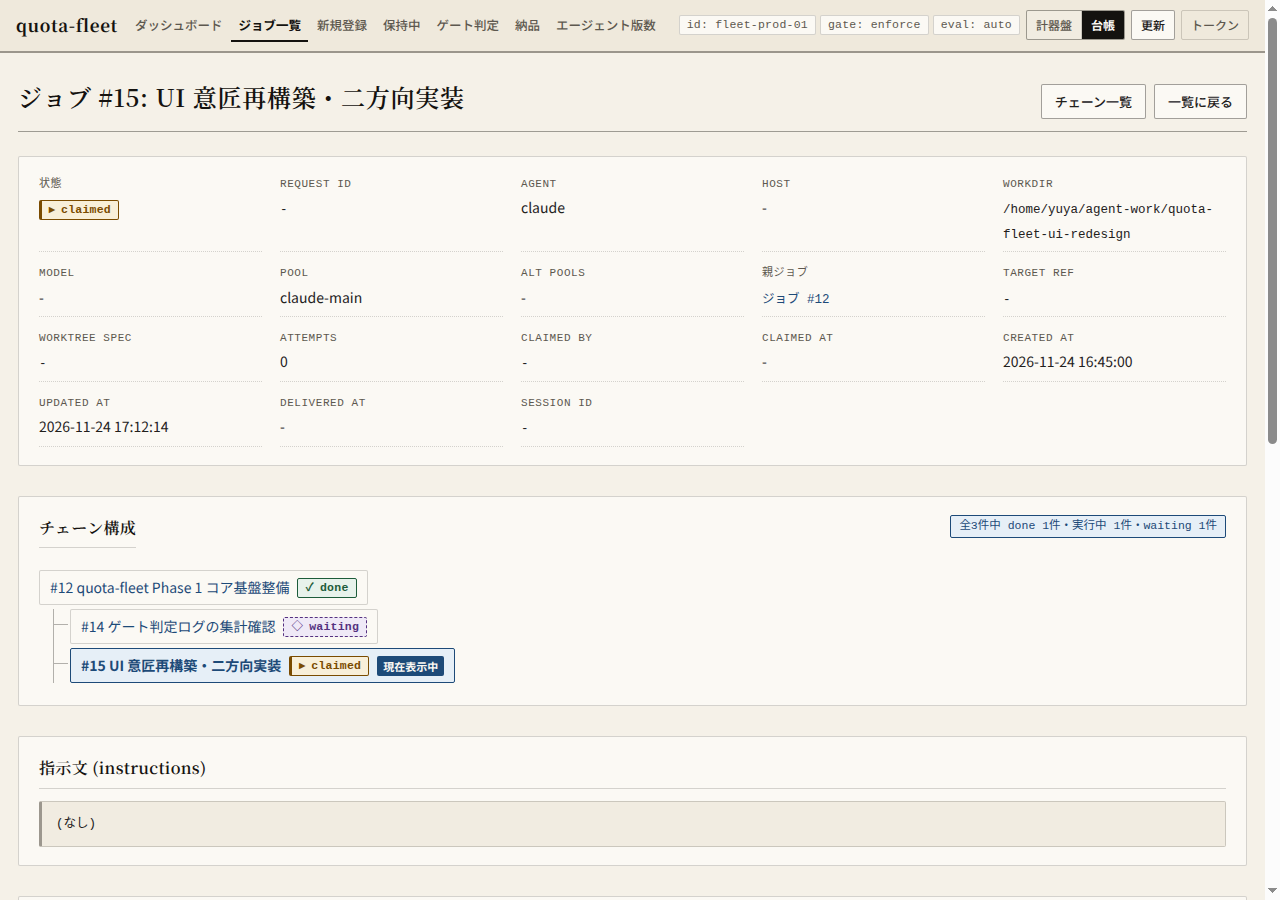 quota-fleet ダッシュボード ジョブ一覧 新規登録 保持中 ゲート判定 納品 エージェント版数 id: fleet-prod-01 gate: enforce eval: auto 計器盤 台帳 更新 トークン
ジョブ #15: UI 意匠再構築・二方向実装 チェーン一覧 一覧に戻る
状態 REQUEST ID AGENT HOST WORKDIR
▶ claimed - claude - /home/yuya/agent-work/quota-
fleet-ui-redesign
MODEL POOL ALT POOLS 親ジョブ TARGET REF
- claude-main - ジョブ #12 -
WORKTREE SPEC ATTEMPTS CLAIMED BY CLAIMED AT CREATED AT
- 0 - - 2026-11-24 16:45:00
UPDATED AT DELIVERED AT SESSION ID
2026-11-24 17:12:14 - -
チェーン構成 全3件中 done 1件・実行中 1件・waiting 1件
#12 quota-fleet Phase 1 コア基盤整備 ✓ done
#14 ゲート判定ログの集計確認 ◇ waiting
#15 UI 意匠再構築・二方向実装 ▶ claimed 現在表示中
指示文 (instructions)
(なし)